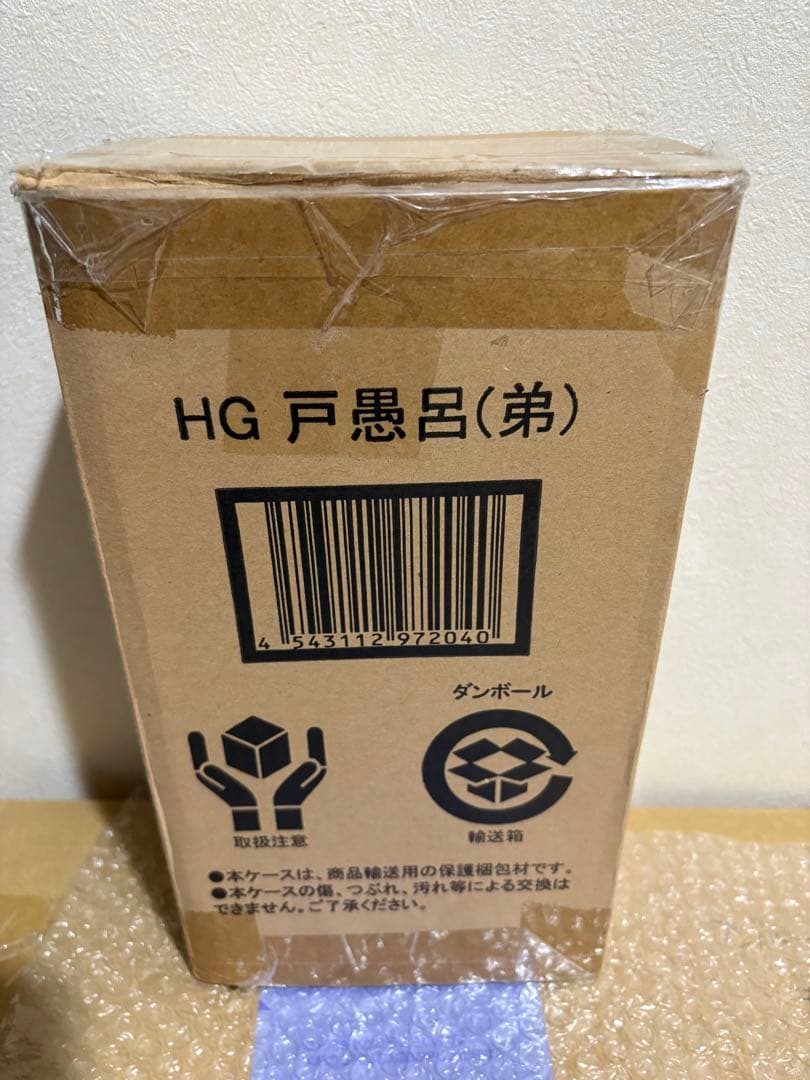 HG 戸愚呂(弟)
4 543112 972040
ダンボール
取扱注意
輸送箱
●本ケースは、商品輸送用の保護梱包材です。
●本ケースの傷、つぶれ、汚れ等による交換は
できません。ご了承ください。